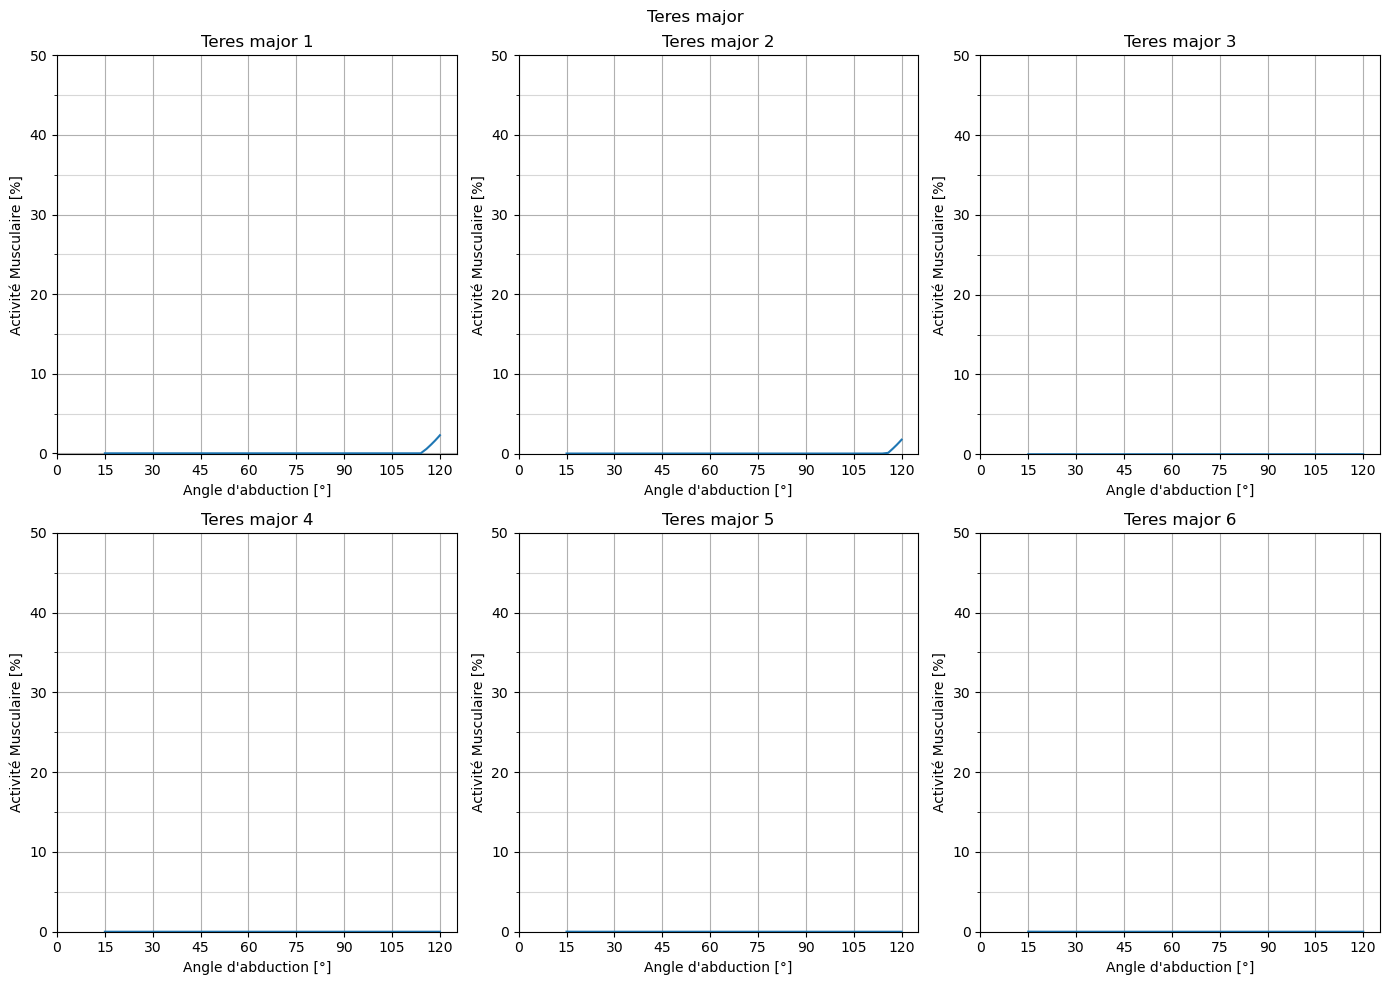 Teres major
Teres major 1
Teres major 2
Teres major 3
50
40
30
20
10
0
Activité Musculaire [%]
0 15 30 45 60 75 90 105 120
Angle d'abduction [°]
50
40
30
20
10
0
Activité Musculaire [%]
0 15 30 45 60 75 90 105 120
Angle d'abduction [°]
50
40
30
20
10
0
Activité Musculaire [%]
0 15 30 45 60 75 90 105 120
Angle d'abduction [°]
Teres major 4
Teres major 5
Teres major 6
50
40
30
20
10
0
Activité Musculaire [%]
0 15 30 45 60 75 90 105 120
Angle d'abduction [°]
50
40
30
20
10
0
Activité Musculaire [%]
0 15 30 45 60 75 90 105 120
Angle d'abduction [°]
50
40
30
20
10
0
Activité Musculaire [%]
0 15 30 45 60 75 90 105 120
Angle d'abduction [°]